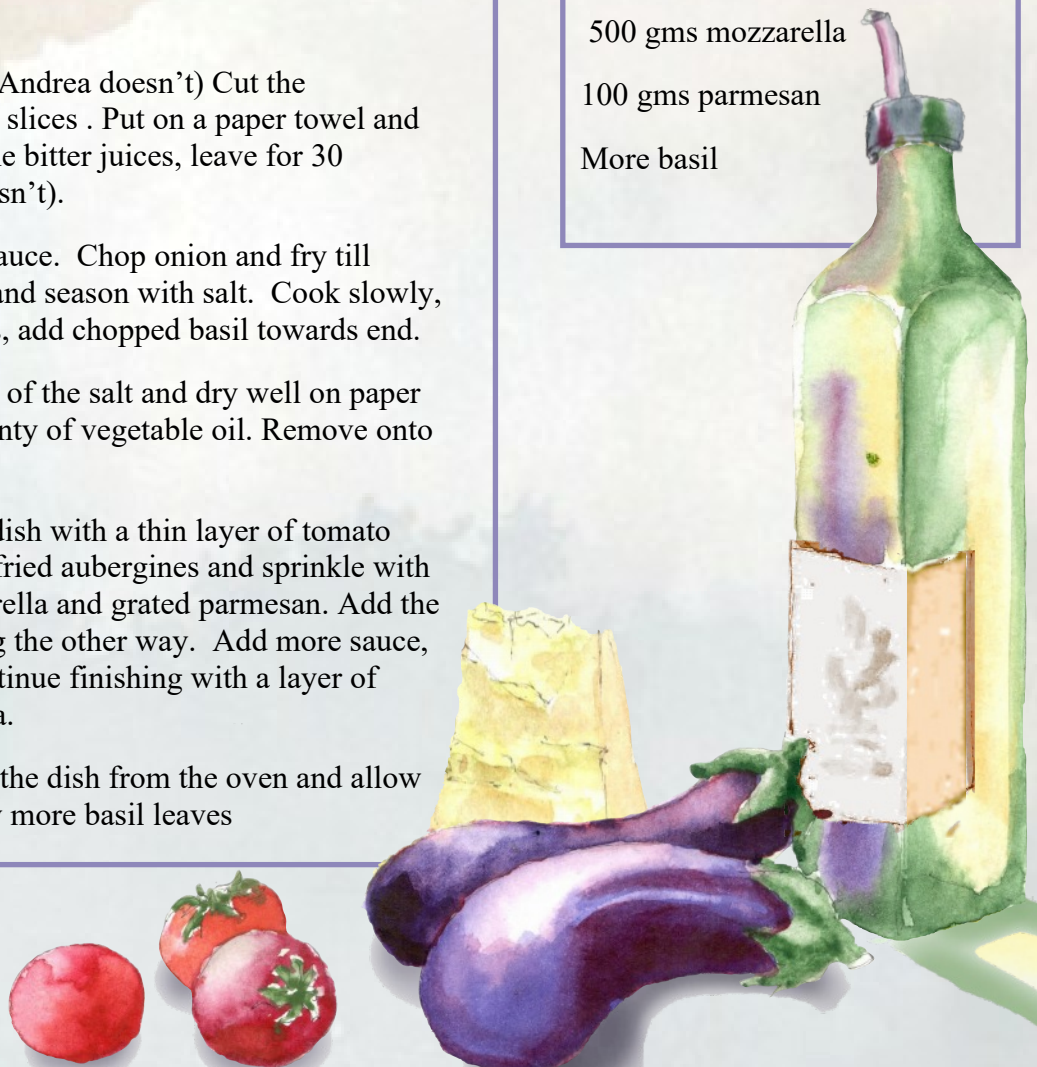 Andrea doesn’t) Cut the
slices . Put on a paper towel and
bitter juices, leave for 30
sn’t).
Chop onion and fry till
and season with salt.  Cook slowly,
, add chopped basil towards end.
of the salt and dry well on paper
of vegetable oil. Remove onto
dish with a thin layer of tomato
fried aubergines and sprinkle with
and grated parmesan. Add the
the other way.  Add more sauce,
finishing with a layer of
the dish from the oven and allow
more basil leaves
500 gms mozzarella
100 gms parmesan
More basil